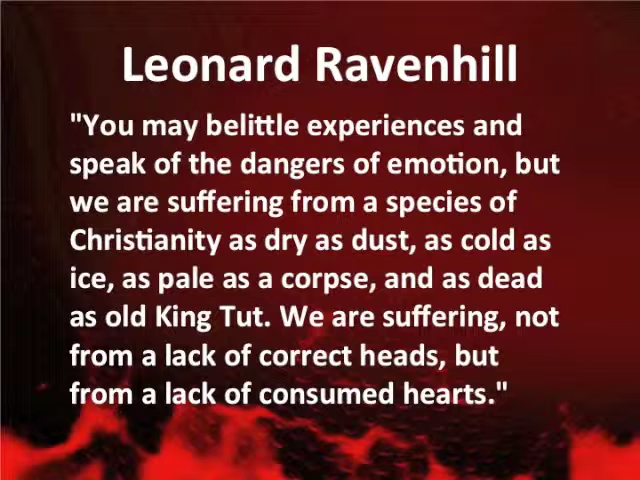 Leonard Ravenhill
"You may belittle experiences and
speak of the dangers of emotion, but
we are suffering from a species of
Christianity as dry as dust, as cold as
ice, as pale as a corpse, and as dead
as old King Tut. We are suffering, not
from a lack of correct heads, but
from a lack of consumed hearts."